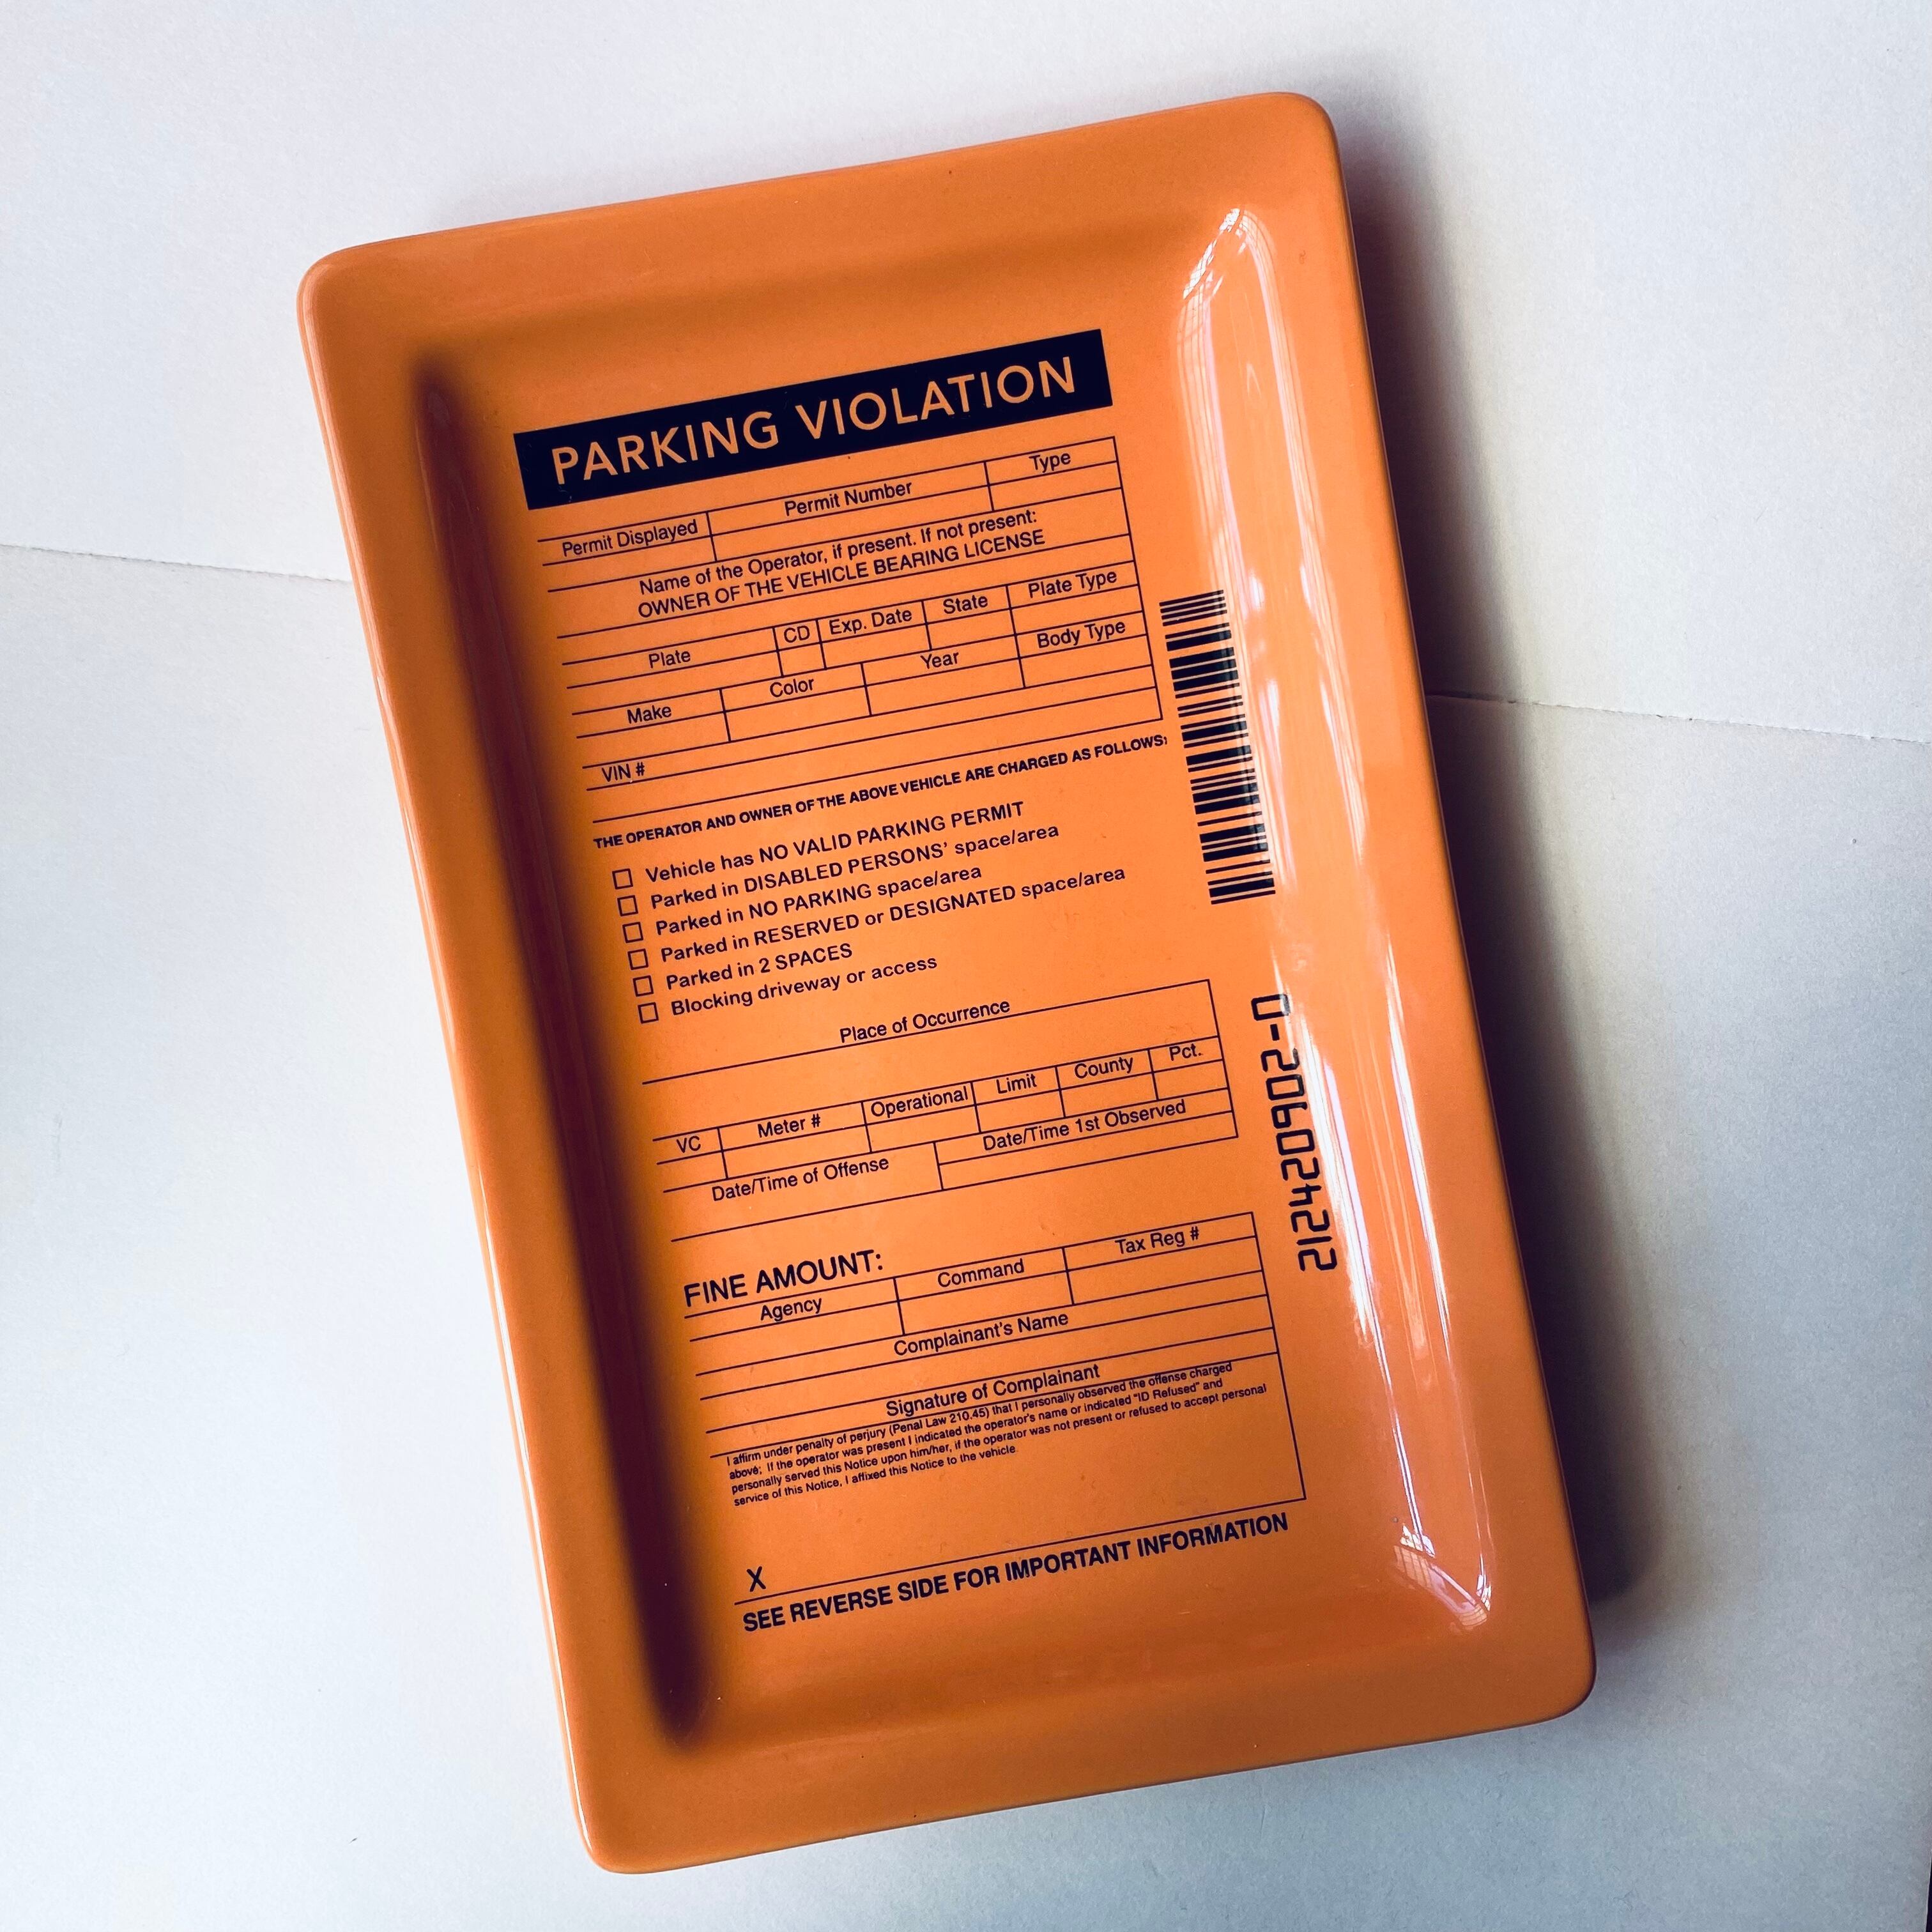 PARKING VIOLATION
Permit Displayed Permit Number Type
Name of the Operator, if present. If not present:
OWNER OF THE VEHICLE BEARING LICENSE
Plate CD Exp. Date State Plate Type
Make Color Year Body Type
VIN #
THE OPERATOR AND OWNER OF THE ABOVE VEHICLE ARE CHARGED AS FOLLOWS:
Vehicle has NO VALID PARKING PERMIT
Parked in DISABLED PERSONS' space/area
Parked in NO PARKING space/area
Parked in RESERVED or DESIGNATED space/area
Parked in 2 SPACES
Blocking driveway or access
Place of Occurrence
VC Meter # Operational Limit County Pct.
Date/Time of Offense Date/Time 1st Observed
FINE AMOUNT:
Agency Command Tax Reg #
Complainant's Name
Signature of Complainant
I affirm under penalty of perjury (Penal Law 210.45) that I personally observed the offense charged
above; If the operator was present I indicated the operator's name or indicated "ID Refused" and
personally served this Notice upon him/her, if the operator was not present or refused to accept personal
service of this Notice, I affixed this Notice to the vehicle.
X
SEE REVERSE SIDE FOR IMPORTANT INFORMATION
0-206024212